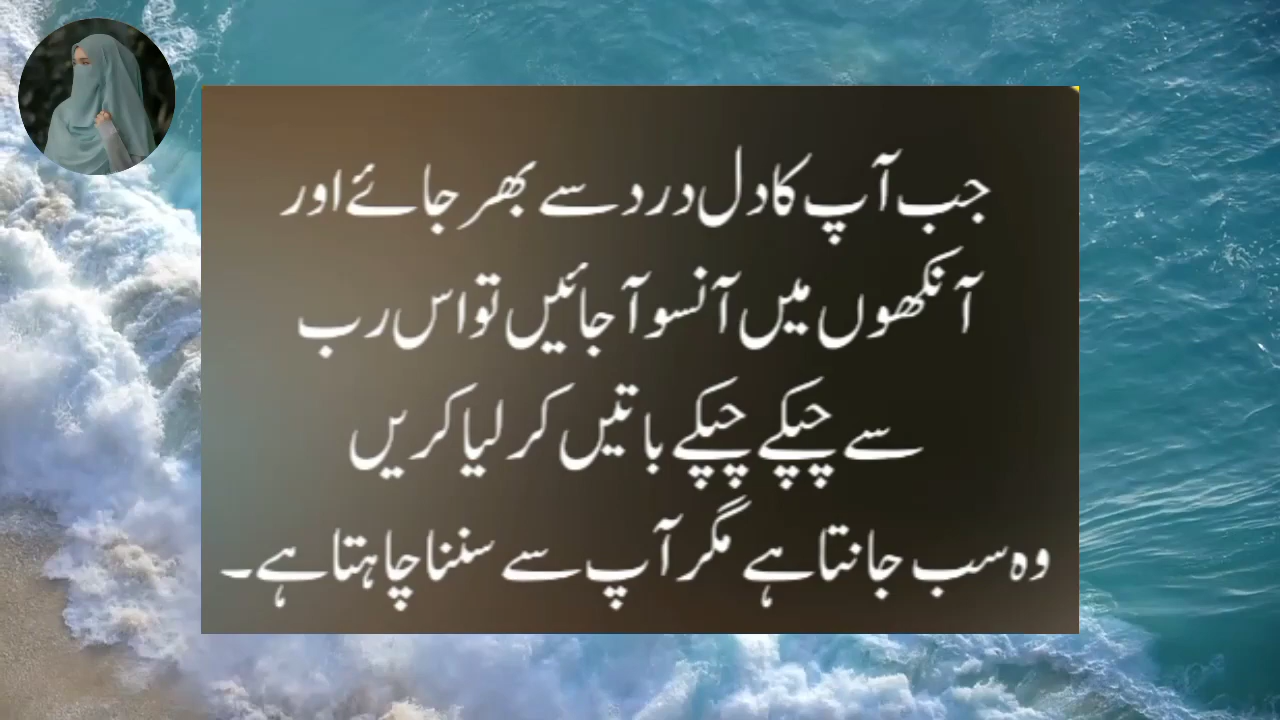 جب آپ کا دل درد سے بھر جائے اور
آنکھوں میں آنسو آ جائیں تو اس رب
سے چپکے چپکے باتیں کر لیا کریں
وہ سب جانتا ہے مگر آپ سے سننا چاہتا ہے۔